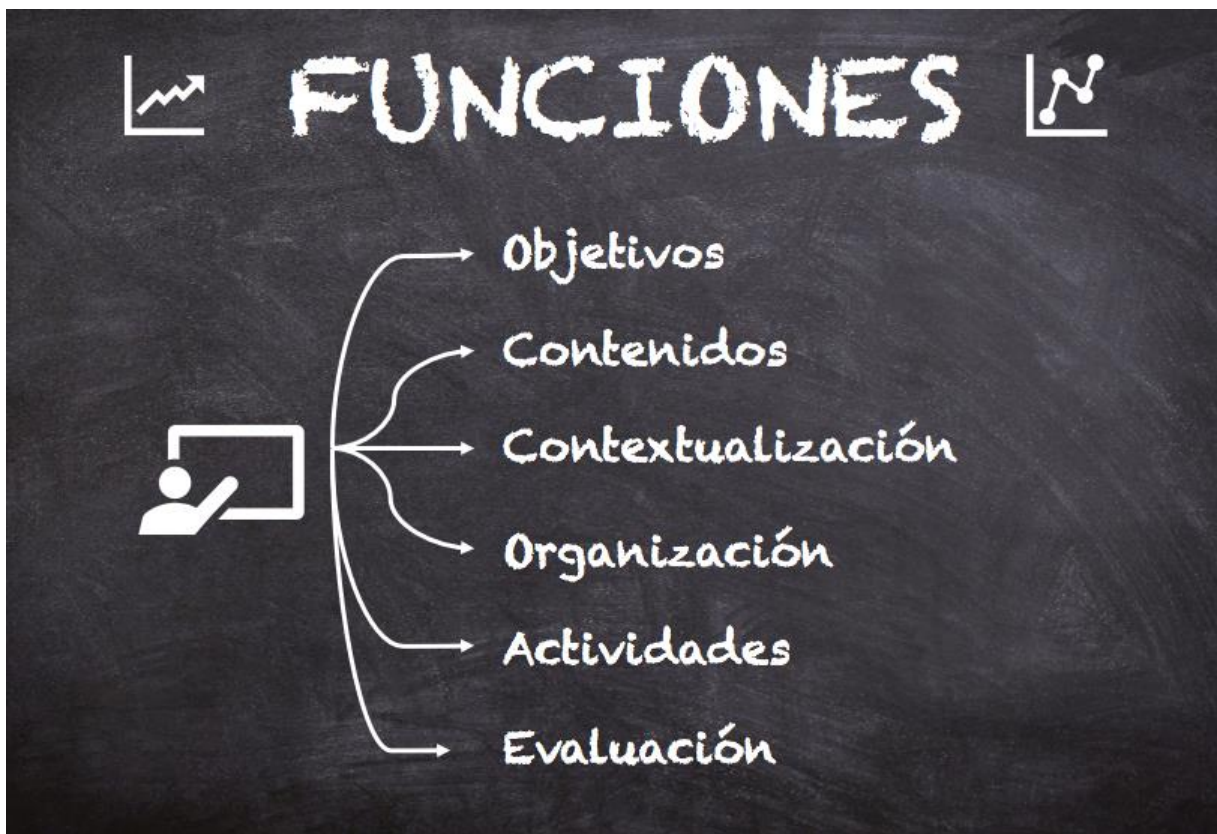 FUNCIONES
Objetivos
Contenidos
Contextualización
Organización
Actividades
Evaluación